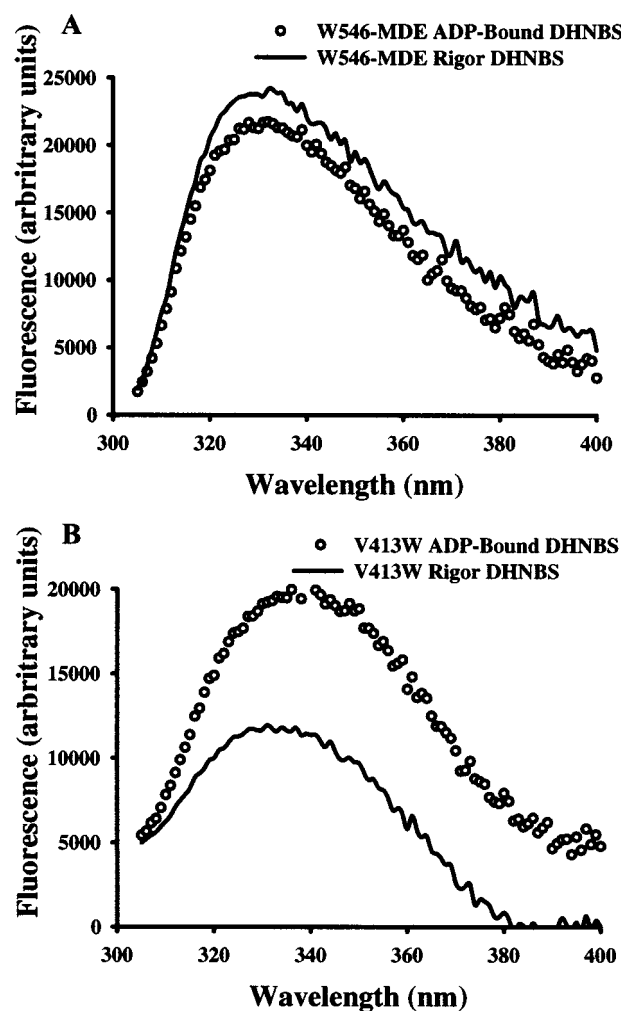 A
W546-MDE ADP-Bound DHNBS
W546-MDE Rigor DHNBS
Fluorescence (arbritrary units)
25000
20000
15000
10000
5000
0
300 320 340 360 380 400
Wavelength (nm)
B
V413W ADP-Bound DHNBS
V413W Rigor DHNBS
Fluorescence (arbritrary units)
20000
15000
10000
5000
0
300 320 340 360 380 400
Wavelength (nm)